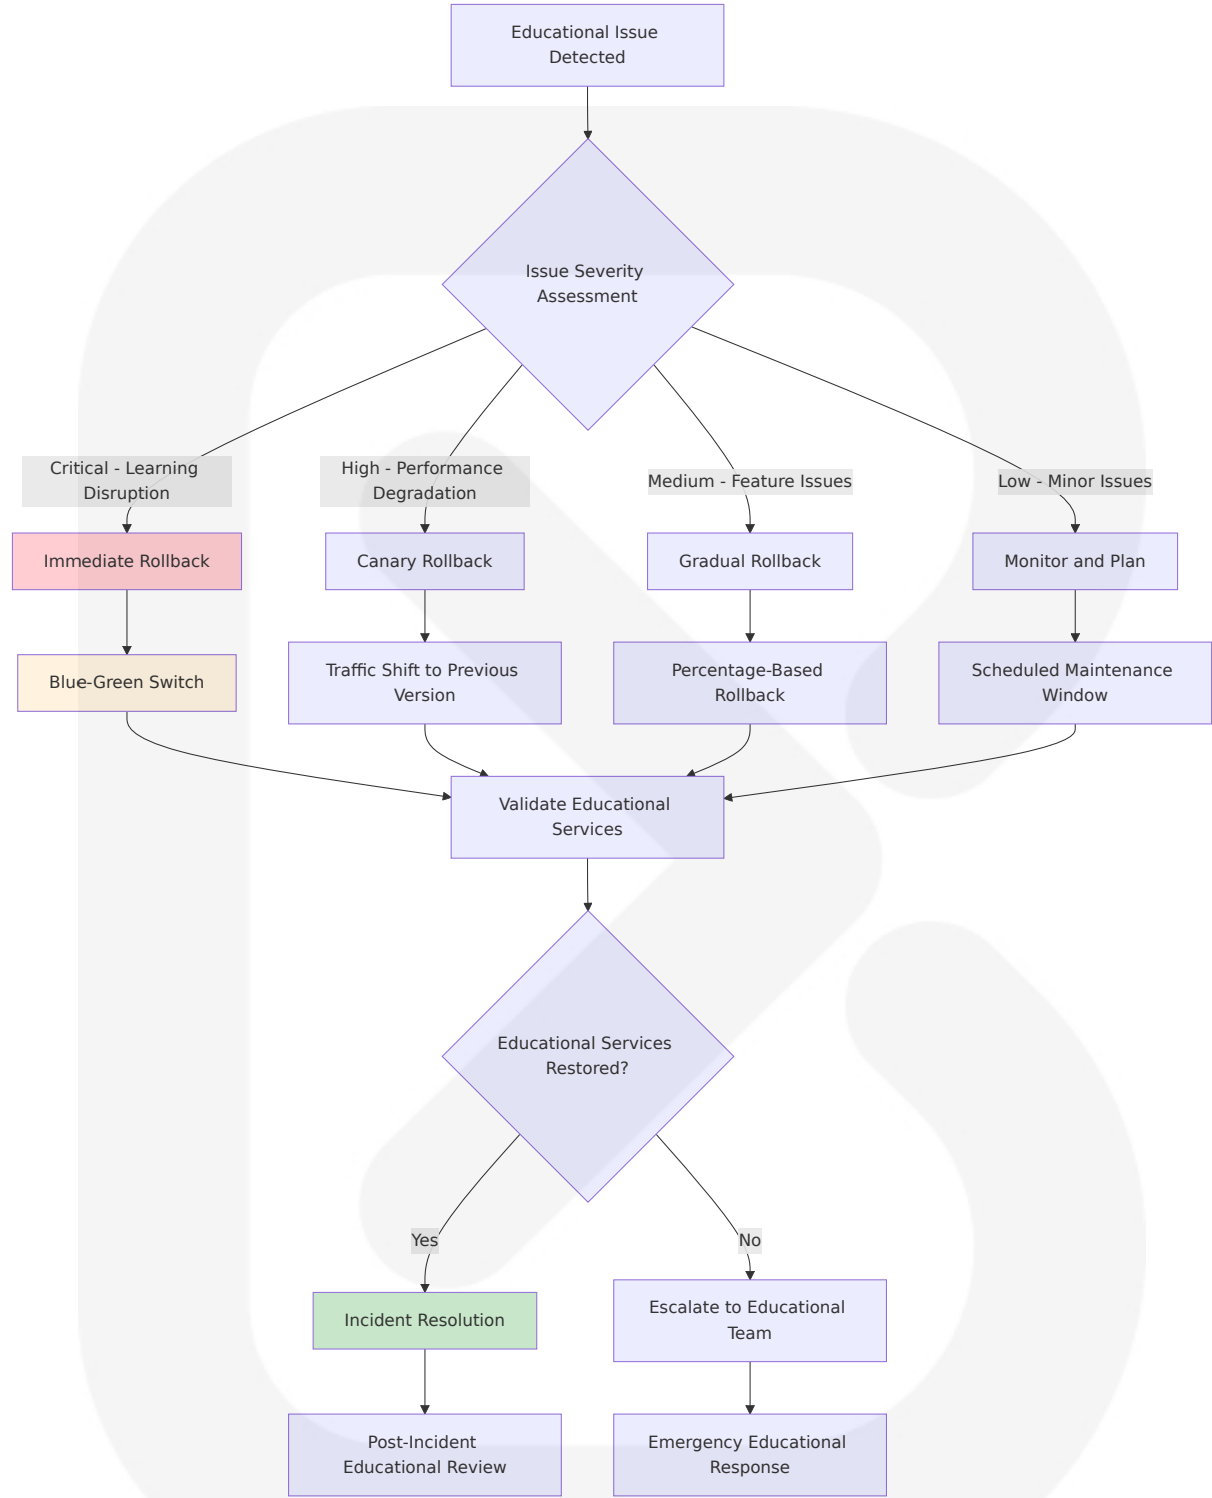 Educational Issue
Detected
Issue Severity
Assessment
Critical - Learning
Disruption
High - Performance
Degradation
Medium - Feature Issues
Low - Minor Issues
Immediate Rollback
Canary Rollback
Gradual Rollback
Monitor and Plan
Blue-Green Switch
Traffic Shift to Previous
Version
Percentage-Based
Rollback
Scheduled Maintenance
Window
Validate Educational
Services
Educational Services
Restored?
Yes
No
Incident Resolution
Escalate to Educational
Team
Post-Incident
Educational Review
Emergency Educational
Response